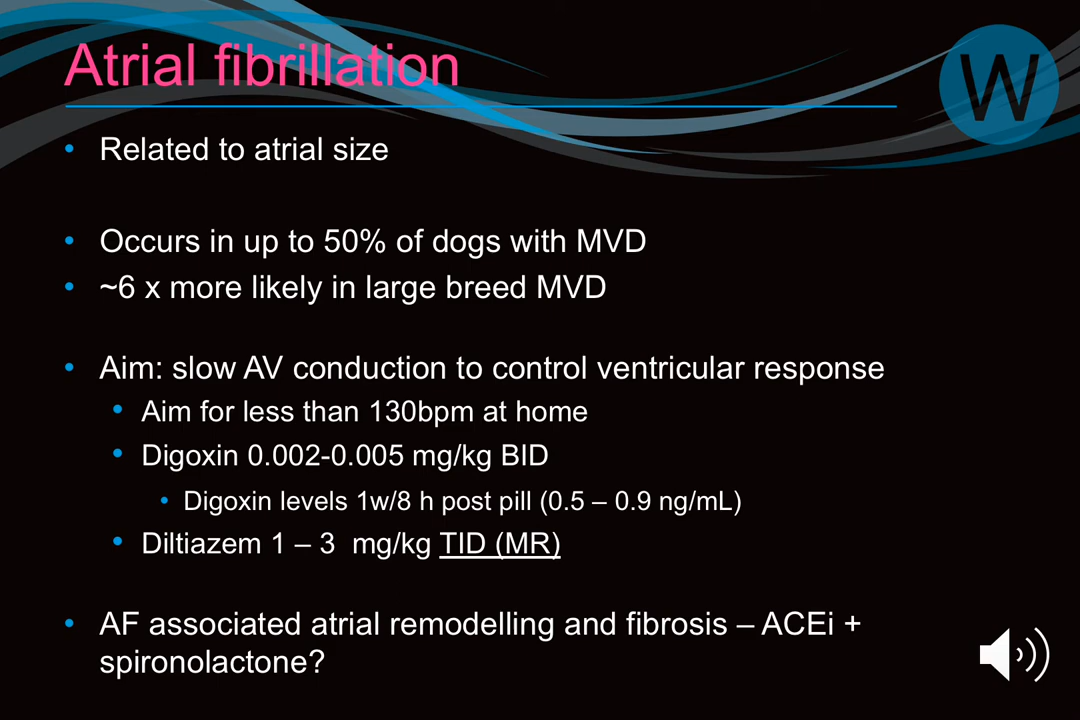 Atrial fibrillation
W
• Related to atrial size
• Occurs in up to 50% of dogs with MVD
• ~6 x more likely in large breed MVD
• Aim: slow AV conduction to control ventricular response
• Aim for less than 130bpm at home
• Digoxin 0.002-0.005 mg/kg BID
• Digoxin levels 1w/8 h post pill (0.5 – 0.9 ng/mL)
• Diltiazem 1 – 3 mg/kg TID (MR)
• AF associated atrial remodelling and fibrosis – ACEi +
spironolactone?